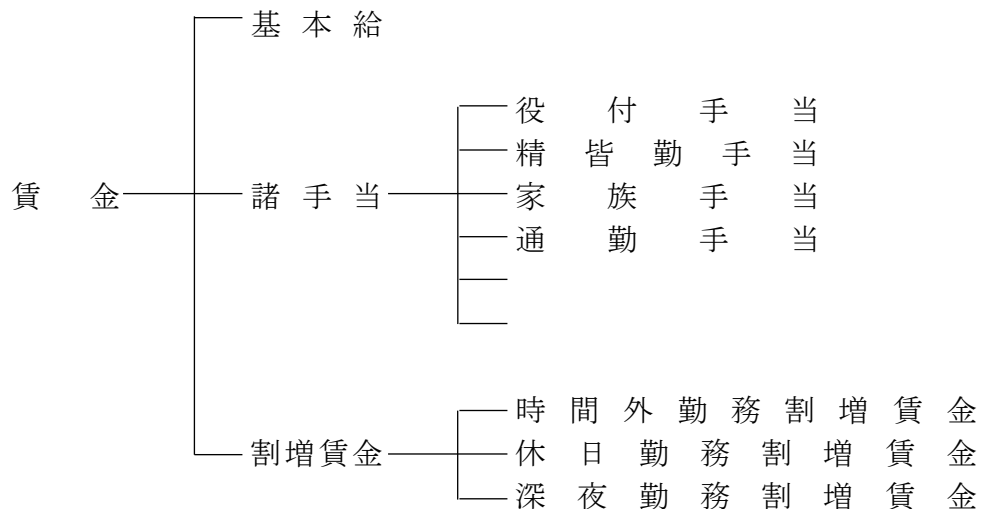 基本給
役付手当
精皆勤手当
賃金
諸手当
家族手当
通勤手当
時間外勤務割増賃金
割増賃金
休日勤務割増賃金
深夜勤務割増賃金